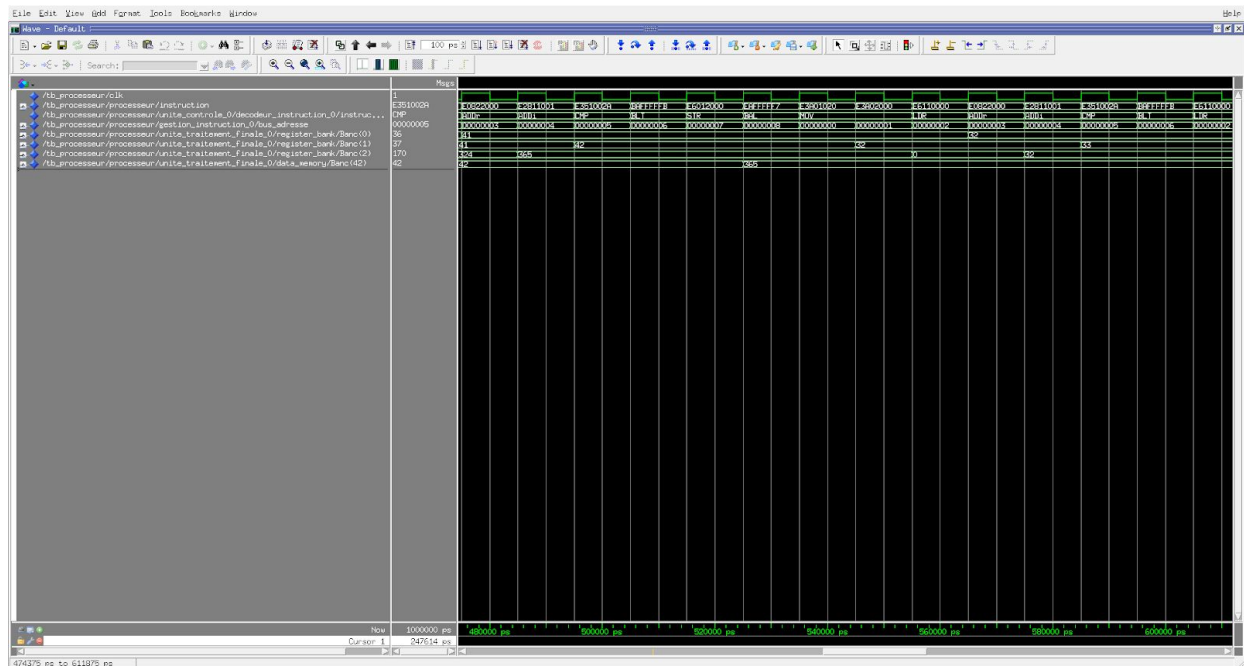 File Edit View Add Format Tools Bookmarks Window Help
Wave - Default
100 ps
Search:
Msgs
/tb_processeur/clk 1
/tb_processeur/processeur/instruction E351002A E0822000 E2811001 E351002A BAFFFFFB E6012000 EAFFFFF7 E3A01020 E3A02000 E6110000 E0822000 E2811001 E351002A BAFFFFFB E6110000
/tb_processeur/processeur/unite_controle_0/decodeur_instruction_0/instruc... CMP ADDr ADDi CMP BLT STR BAL MOV LDR ADDr ADDi CMP BLT LDR
/tb_processeur/processeur/gestion_instruction_0/bus_adresse 00000005 00000003 00000004 00000005 00000006 00000007 00000008 00000000 00000001 00000002 00000003 00000004 00000005 00000006 00000002
/tb_processeur/processeur/unite_traitement_finale_0/register_bank/Banc(0) 36 41 32
/tb_processeur/processeur/unite_traitement_finale_0/register_bank/Banc(1) 37 41 42 32 33
/tb_processeur/processeur/unite_traitement_finale_0/register_bank/Banc(2) 170 324 365 0 32
/tb_processeur/processeur/unite_traitement_finale_0/data_memory/Banc(42) 42 42 365
Now 1000000 ps 480000 ps 500000 ps 520000 ps 540000 ps 560000 ps 580000 ps 600000 ps
Cursor 1 247614 ps
474375 ps to 611875 ps